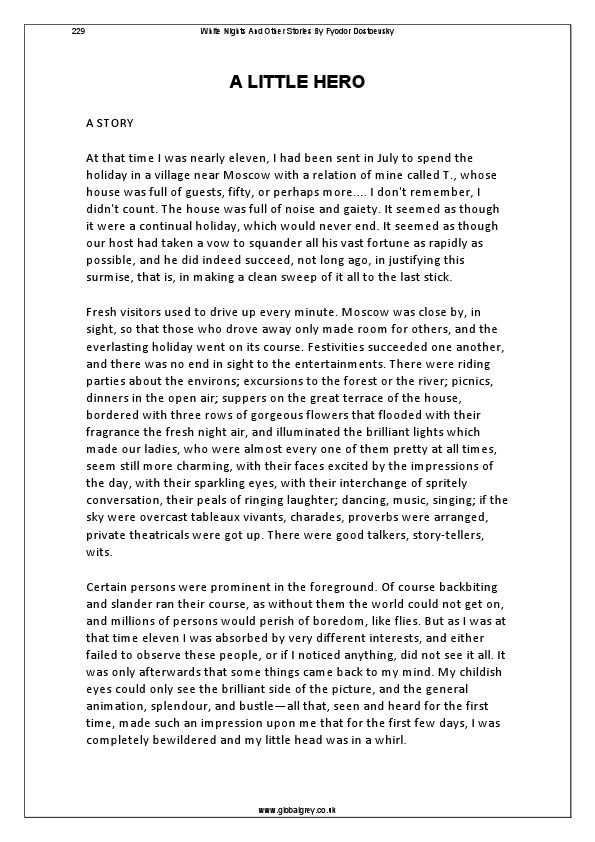 229 White Nights And Other Stories By Fyodor Dostoevsky
A LITTLE HERO
A STORY
At that time I was nearly eleven, I had been sent in July to spend the
holiday in a village near Moscow with a relation of mine called T., whose
house was full of guests, fifty, or perhaps more.... I don't remember, I
didn't count. The house was full of noise and gaiety. It seemed as though
it were a continual holiday, which would never end. It seemed as though
our host had taken a vow to squander all his vast fortune as rapidly as
possible, and he did indeed succeed, not long ago, in justifying this
surmise, that is, in making a clean sweep of it all to the last stick.
Fresh visitors used to drive up every minute. Moscow was close by, in
sight, so that those who drove away only made room for others, and the
everlasting holiday went on its course. Festivities succeeded one another,
and there was no end in sight to the entertainments. There were riding
parties about the environs; excursions to the forest or the river; picnics,
dinners in the open air; suppers on the great terrace of the house,
bordered with three rows of gorgeous flowers that flooded with their
fragrance the fresh night air, and illuminated the brilliant lights which
made our ladies, who were almost every one of them pretty at all times,
seem still more charming, with their faces excited by the impressions of
the day, with their sparkling eyes, with their interchange of spritely
conversation, their peals of ringing laughter; dancing, music, singing; if the
sky were overcast tableaux vivants, charades, proverbs were arranged,
private theatricals were got up. There were good talkers, story-tellers,
wits.
Certain persons were prominent in the foreground. Of course backbiting
and slander ran their course, as without them the world could not get on,
and millions of persons would perish of boredom, like flies. But as I was at
that time eleven I was absorbed by very different interests, and either
failed to observe these people, or if I noticed anything, did not see it all. It
was only afterwards that some things came back to my mind. My childish
eyes could only see the brilliant side of the picture, and the general
animation, splendour, and bustle—all that, seen and heard for the first
time, made such an impression upon me that for the first few days, I was
completely bewildered and my little head was in a whirl.
www.globalgrey.co.uk